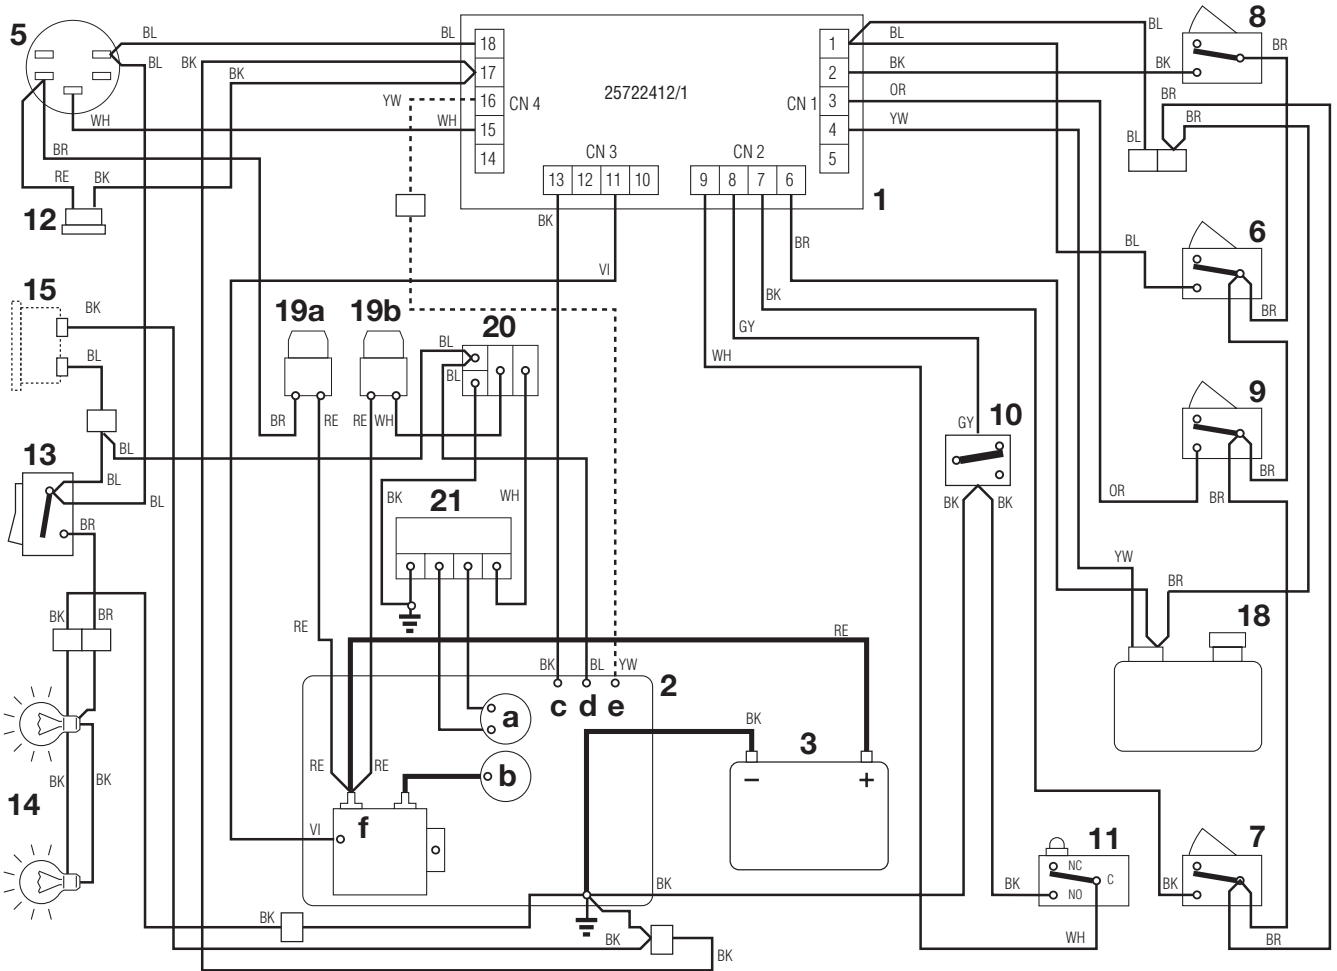 5
BL
BL
18
1
BL
BL
8
BR
BK
BL
BK
17
2
BK
BK
BK
YW
16
CN 4
25722412/1
CN 1
3
OR
BR
WH
WH
15
4
YW
BR
BL
BR
14
CN 3
CN 2
5
RE
BK
13
12
11
10
9
8
7
6
1
12
BK
BR
BL
6
VI
15
BK
BK
BR
19a
19b
20
GY
BL
BL
BL
WH
BR
RE
RE
WH
9
10
GY
13
BL
BL
BL
BR
BK
21
WH
OR
BR
BK
BK
BR
YW
BR
BK
BR
RE
RE
18
BK
BL
YW
2
c
d
e
a
BK
3
RE
RE
b
−
+
BK
BK
14
VI
f
11
7
NC
C
BK
BK
NO
BK
BK
BK
WH
BR
BK